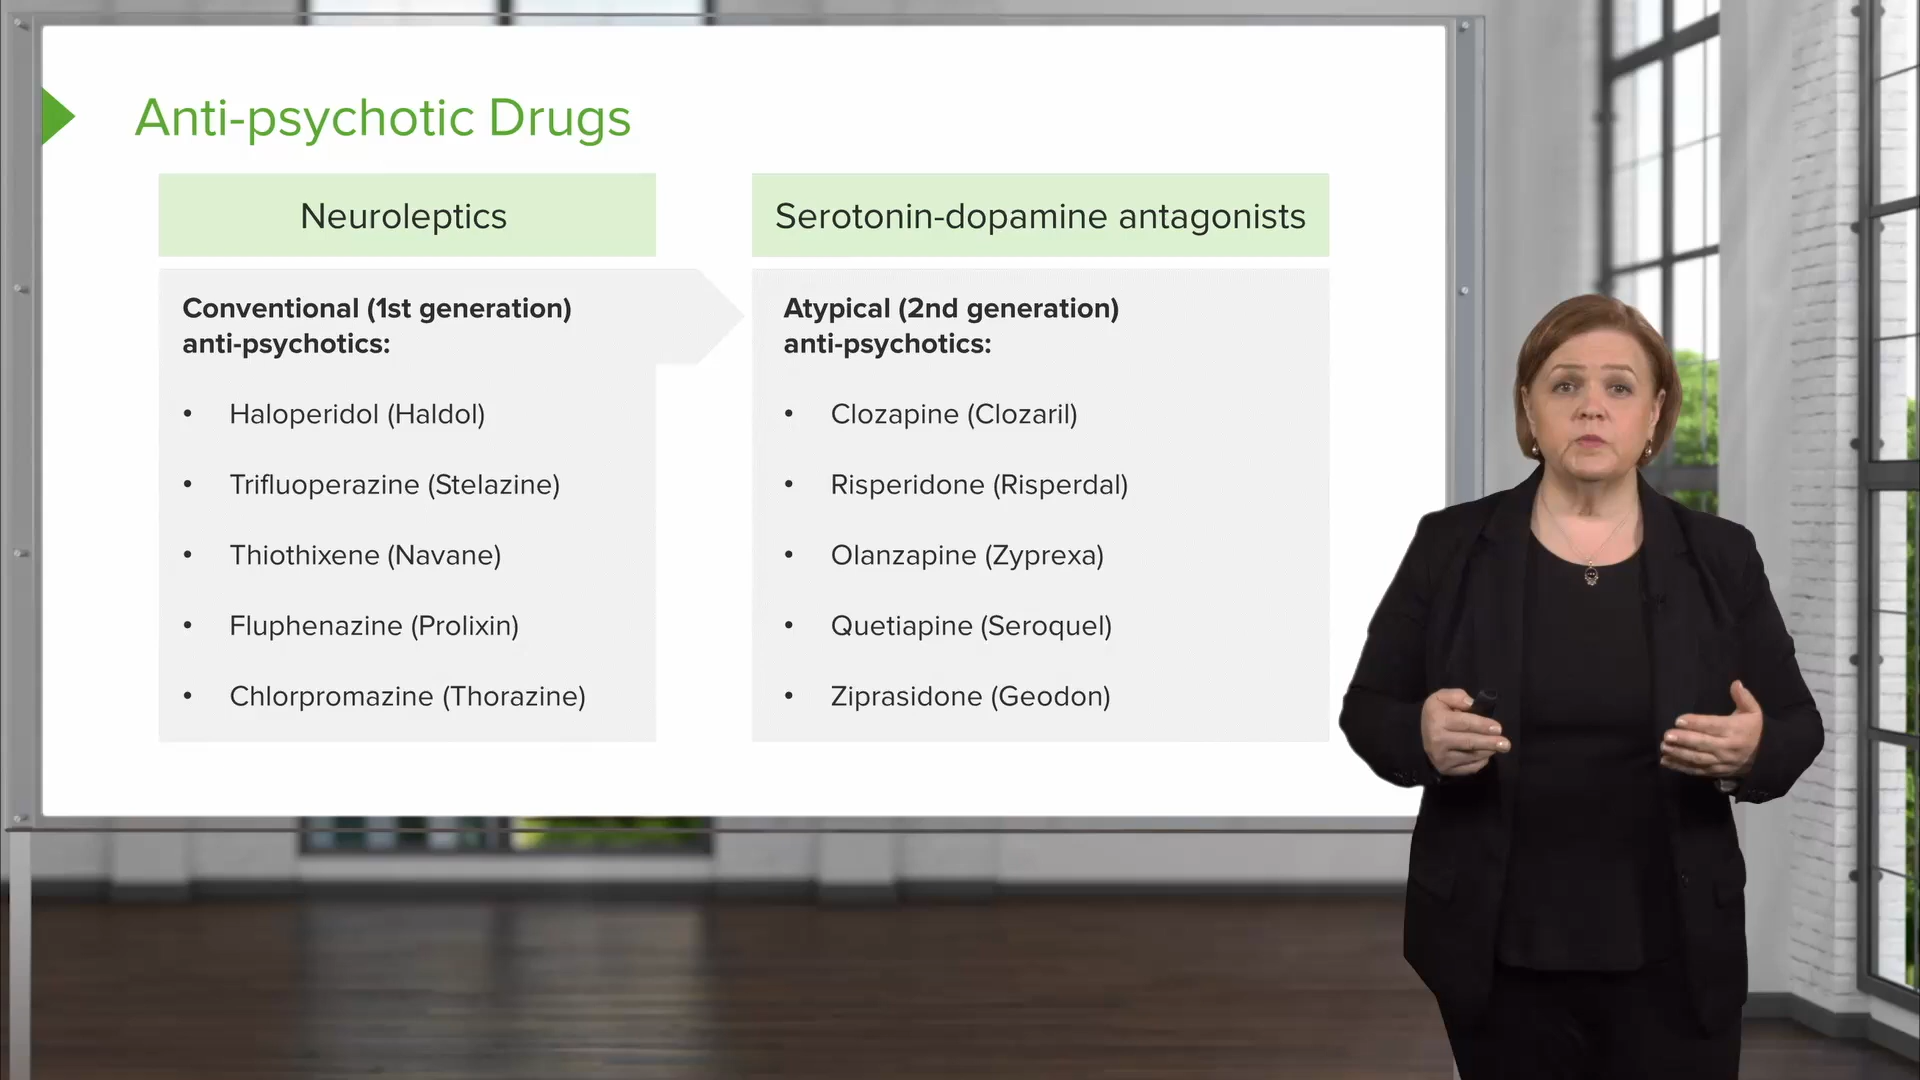 Anti-psychotic Drugs
Neuroleptics
Conventional (1st generation)
anti-psychotics:
• Haloperidol (Haldol)
• Trifluoperazine (Stelazine)
• Thiothixene (Navane)
• Fluphenazine (Prolixin)
• Chlorpromazine (Thorazine)
Serotonin-dopamine antagonists
Atypical (2nd generation)
anti-psychotics:
• Clozapine (Clozaril)
• Risperidone (Risperdal)
• Olanzapine (Zyprexa)
• Quetiapine (Seroquel)
• Ziprasidone (Geodon)